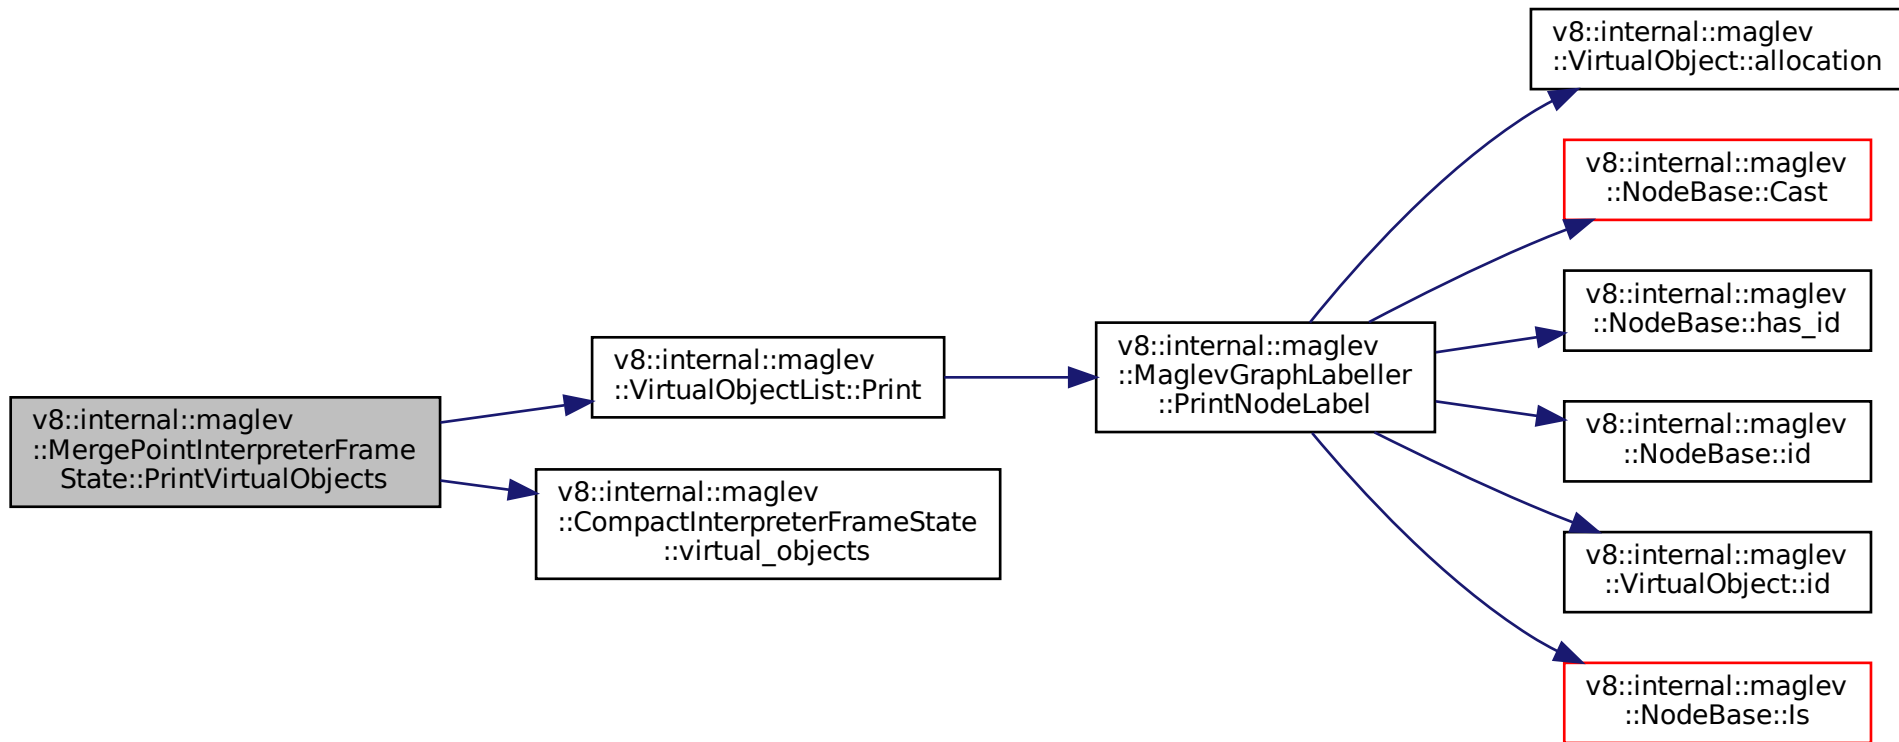 v8::internal::maglev
::MergePointInterpreterFrame
State::PrintVirtualObjects
v8::internal::maglev
::VirtualObjectList::Print
v8::internal::maglev
::CompactInterpreterFrameState
::virtual_objects
v8::internal::maglev
::MaglevGraphLabeller
::PrintNodeLabel
v8::internal::maglev
::VirtualObject::allocation
v8::internal::maglev
::NodeBase::Cast
v8::internal::maglev
::NodeBase::has_id
v8::internal::maglev
::NodeBase::id
v8::internal::maglev
::VirtualObject::id
v8::internal::maglev
::NodeBase::Is